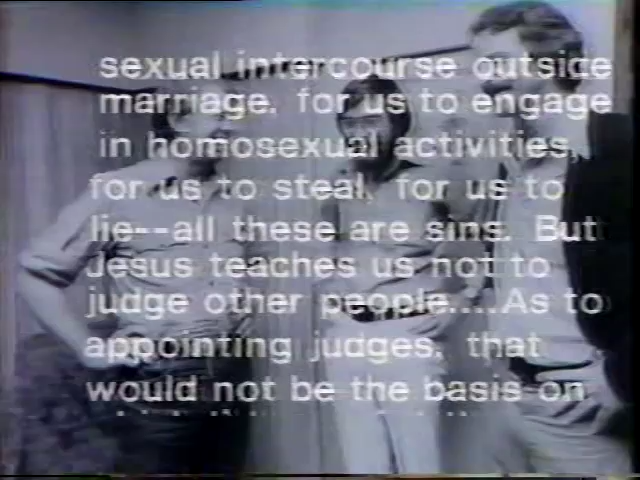 sexual intercourse outside
marriage, for us to engage
in homosexual activities,
for us to steal, for us to
lie--all these are sins. But
Jesus teaches us not to
judge other people....As to
appointing judges, that
would not be the basis on